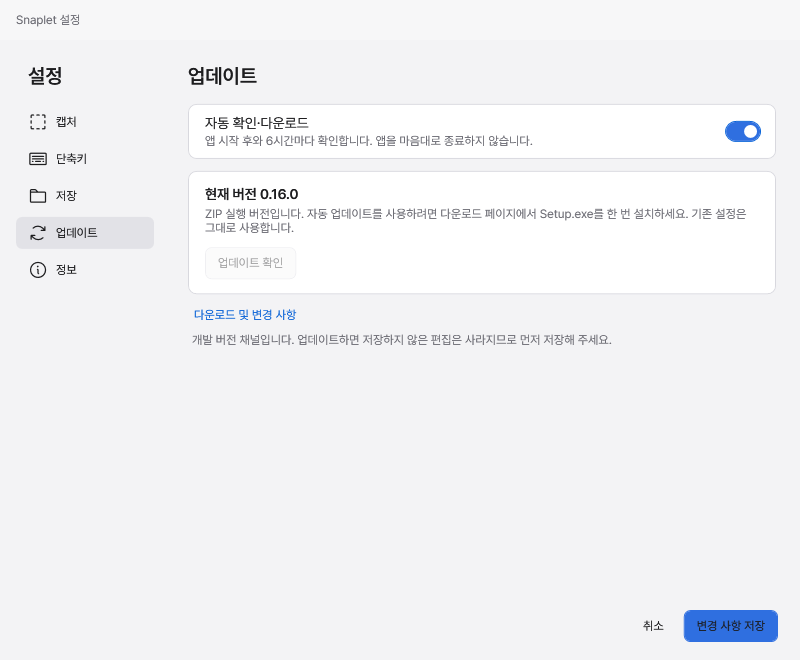 Snaplet 설정
설정
캡처
단축키
저장
업데이트
정보
업데이트
자동 확인·다운로드
앱 시작 후와 6시간마다 확인합니다. 앱을 마음대로 종료하지 않습니다.
현재 버전 0.16.0
ZIP 실행 버전입니다. 자동 업데이트를 사용하려면 다운로드 페이지에서 Setup.exe를 한 번 설치하세요. 기존 설정은
그대로 사용합니다.
업데이트 확인
다운로드 및 변경 사항
개발 버전 채널입니다. 업데이트하면 저장하지 않은 편집은 사라지므로 먼저 저장해 주세요.
취소
변경 사항 저장